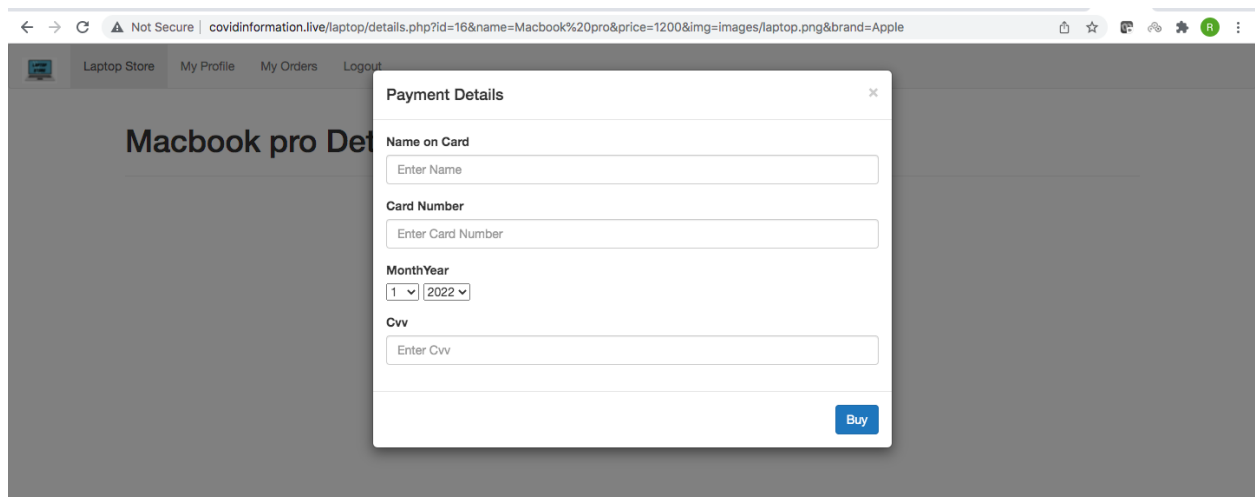 Not Secure | covidinformation.live/laptop/details.php?id=16&name=Macbook%20pro&price=1200&img=images/laptop.png&brand=Apple
R
Laptop Store My Profile My Orders Logout
Payment Details ×
Macbook pro Det
Name on Card
Enter Name
Card Number
Enter Card Number
MonthYear
1 2022
Cvv
Enter Cvv
Buy